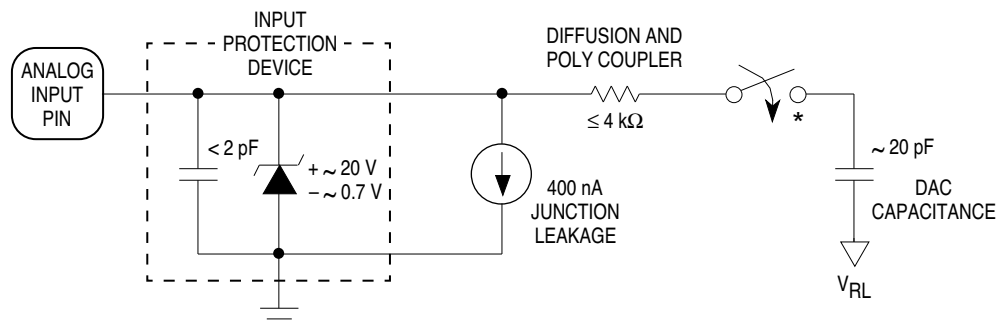 INPUT
PROTECTION
DEVICE
ANALOG
INPUT
PIN
< 2 pF
+ ~ 20 V
– ~ 0.7 V
400 nA
JUNCTION
LEAKAGE
DIFFUSION AND
POLY COUPLER
≤ 4 kΩ
*
~ 20 pF
DAC
CAPACITANCE
VRL